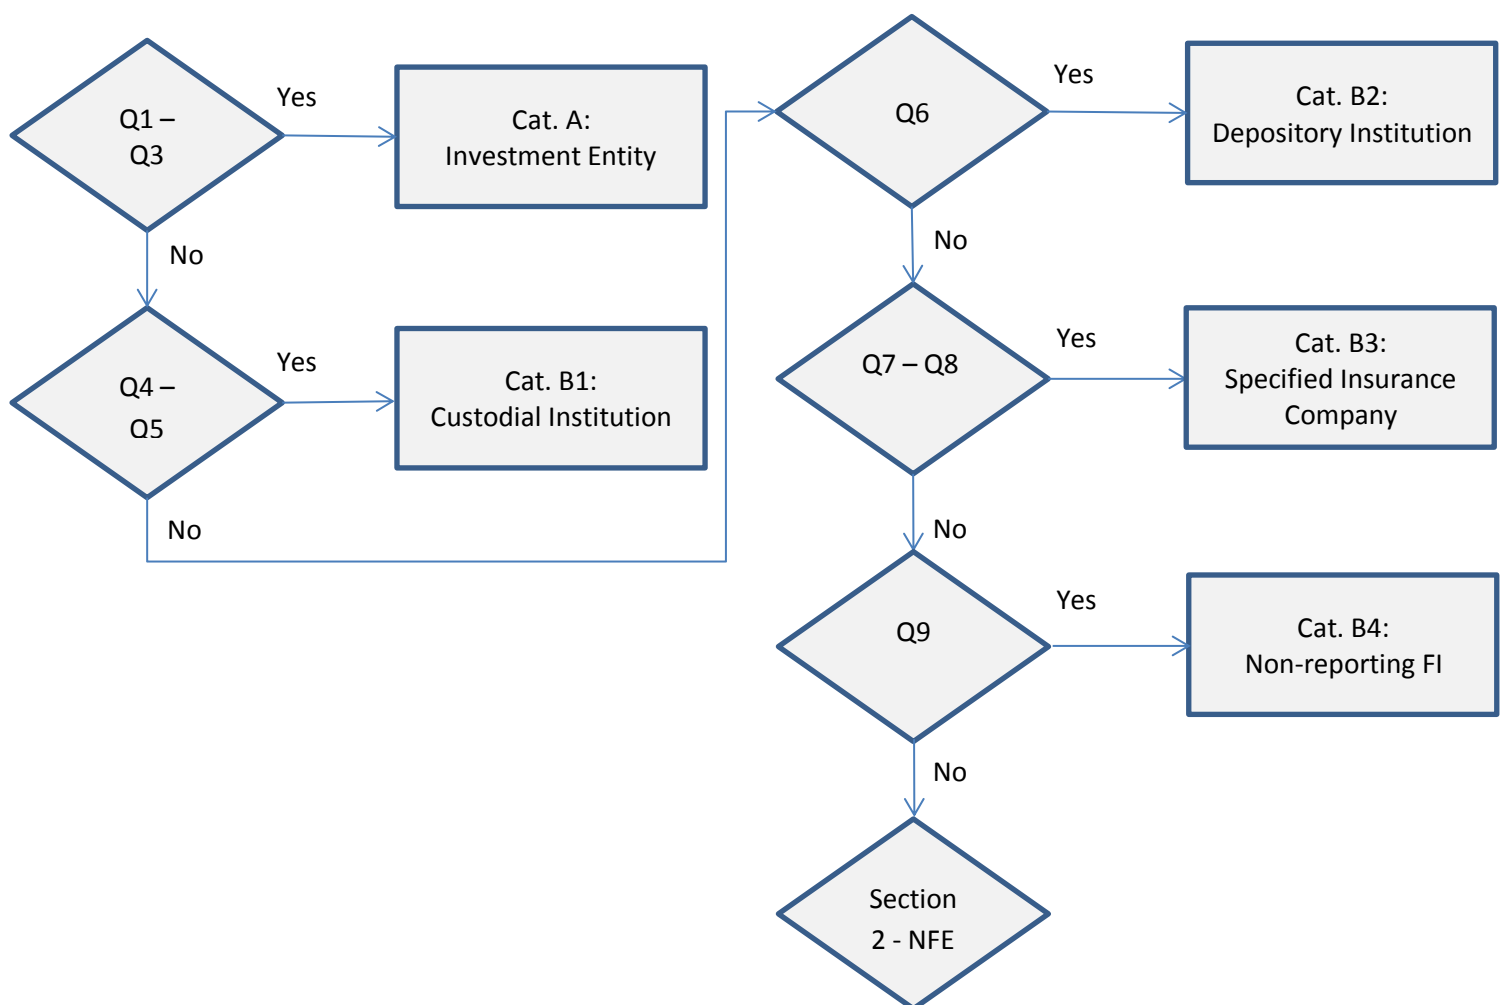 Q1 –
Q3
Yes
Cat. A:
Investment Entity
No
Q4 –
Q5
Yes
Cat. B1:
Custodial Institution
No
Q6
Yes
Cat. B2:
Depository Institution
No
Q7 – Q8
Yes
Cat. B3:
Specified Insurance
Company
No
Q9
Yes
Cat. B4:
Non-reporting FI
No
Section
2 - NFE